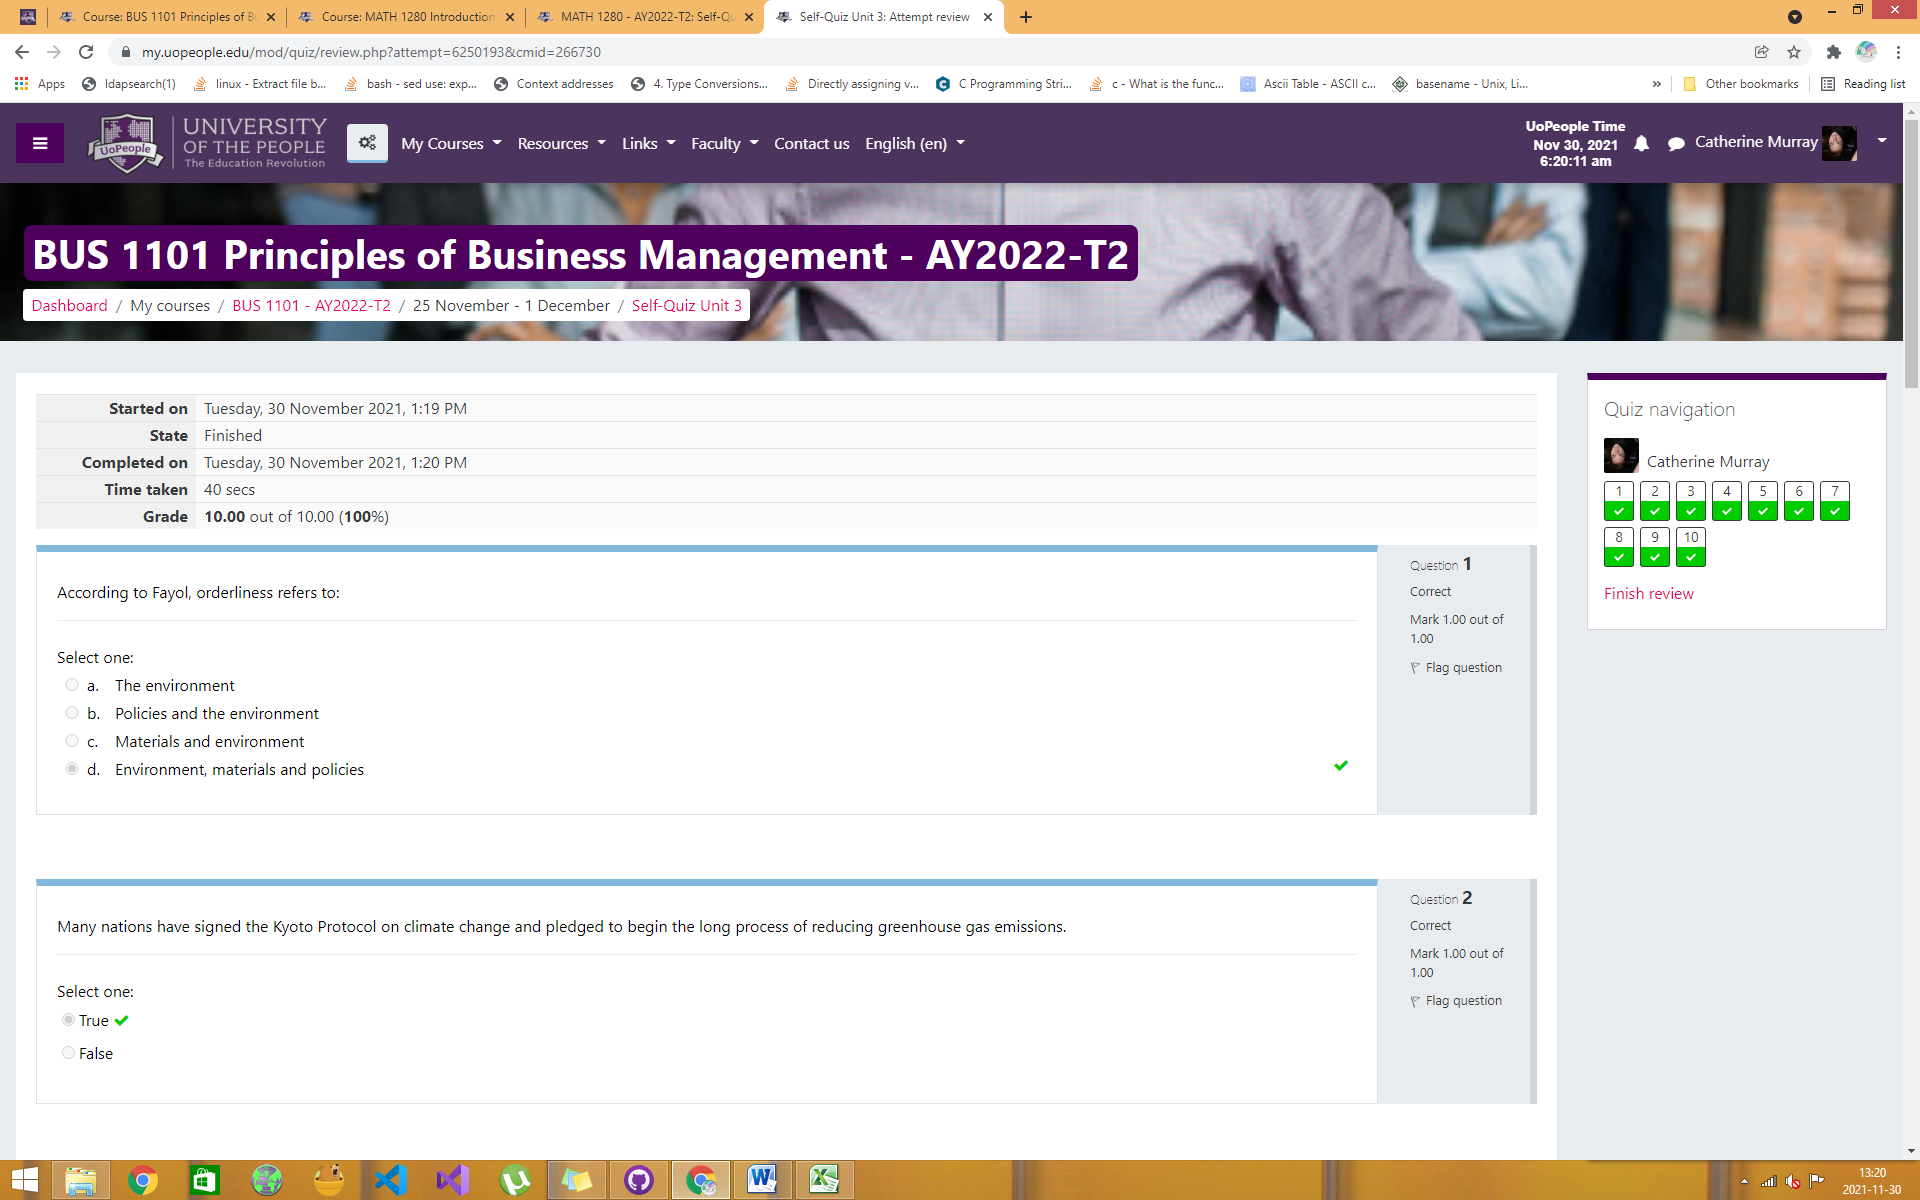 Course: BUS 1101 Principles of B
Course: MATH 1280 Introduction
MATH 1280 - AY2022-T2: Self-Qu
Self-Quiz Unit 3: Attempt review
my.uopeople.edu/mod/quiz/review.php?attempt=6250193&cmid=266730
Apps
ldapsearch(1)
linux - Extract file b...
bash - sed use: exp...
Context addresses
4. Type Conversions...
Directly assigning v...
C Programming Stri...
c - What is the func...
Ascii Table - ASCII c...
basename - Unix, Li...
»
Other bookmarks
Reading list
UoPeople
UNIVERSITY
OF THE PEOPLE
The Education Revolution
My Courses
Resources
Links
Faculty
Contact us
English (en)
UoPeople Time
Nov 30, 2021
6:20:11 am
Catherine Murray
BUS 1101 Principles of Business Management - AY2022-T2
Dashboard / My courses / BUS 1101 - AY2022-T2 / 25 November - 1 December / Self-Quiz Unit 3
Started on Tuesday, 30 November 2021, 1:19 PM
State Finished
Completed on Tuesday, 30 November 2021, 1:20 PM
Time taken 40 secs
Grade 10.00 out of 10.00 (100%)
According to Fayol, orderliness refers to:
Select one:
a. The environment
b. Policies and the environment
c. Materials and environment
d. Environment, materials and policies
Question 1
Correct
Mark 1.00 out of
1.00
Flag question
Many nations have signed the Kyoto Protocol on climate change and pledged to begin the long process of reducing greenhouse gas emissions.
Select one:
True
False
Question 2
Correct
Mark 1.00 out of
1.00
Flag question
Quiz navigation
Catherine Murray
1 2 3 4 5 6 7
8 9 10
Finish review
13:20
2021-11-30